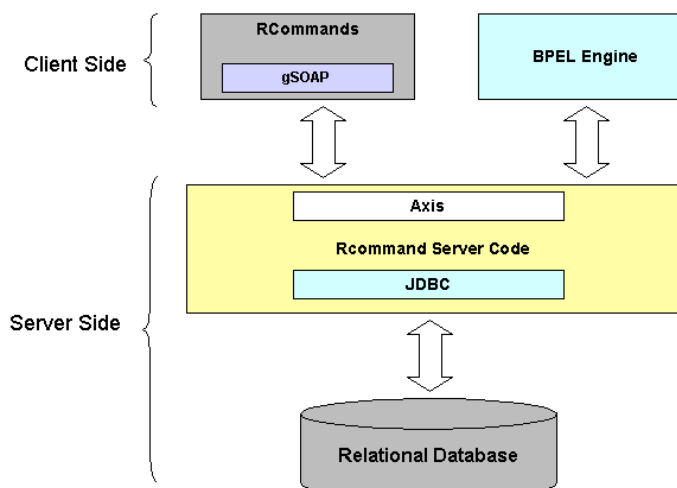 RCommands
gSOAP
BPEL Engine
Client Side
Axis
Rcommand Server Code
JDBC
Server Side
Relational Database